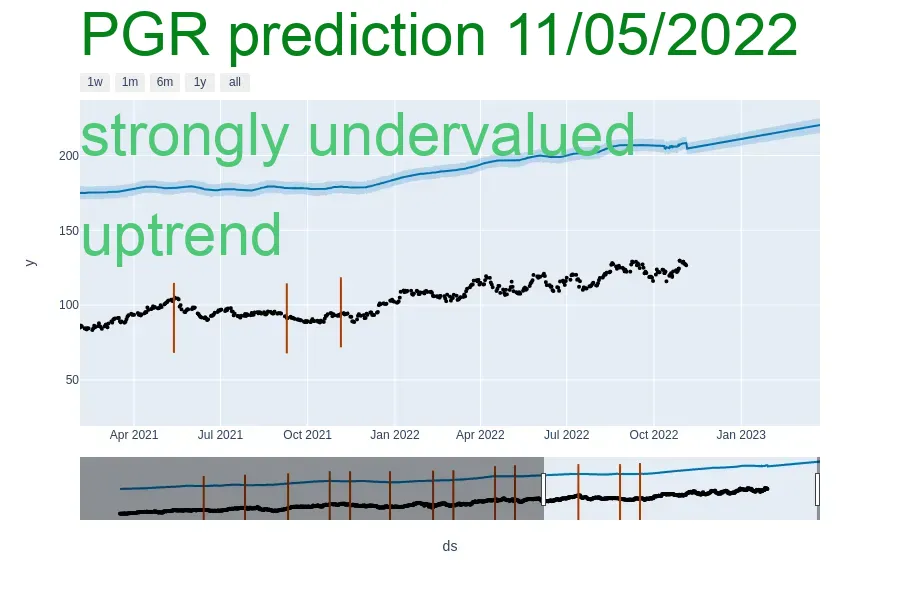 PGR prediction 11/05/2022
1w 1m 6m 1y all
strongly undervalued
200
uptrend
150
y
100
50
Apr 2021 Jul 2021 Oct 2021 Jan 2022 Apr 2022 Jul 2022 Oct 2022 Jan 2023
ds